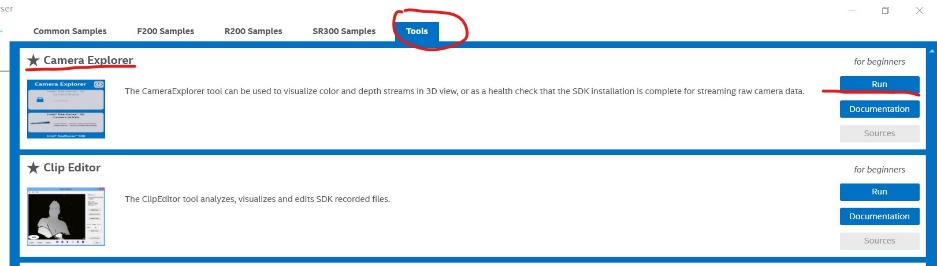 ser
Common Samples F200 Samples R200 Samples SR300 Samples Tools
★ Camera Explorer
for beginners
Camera Explorer
The CameraExplorer tool can be used to visualize color and depth streams in 3D view, or as a health check that the SDK installation is complete for streaming raw camera data.
Run
Documentation
Sources
★ Clip Editor
for beginners
The ClipEditor tool analyzes, visualizes and edits SDK recorded files.
Run
Documentation
Sources